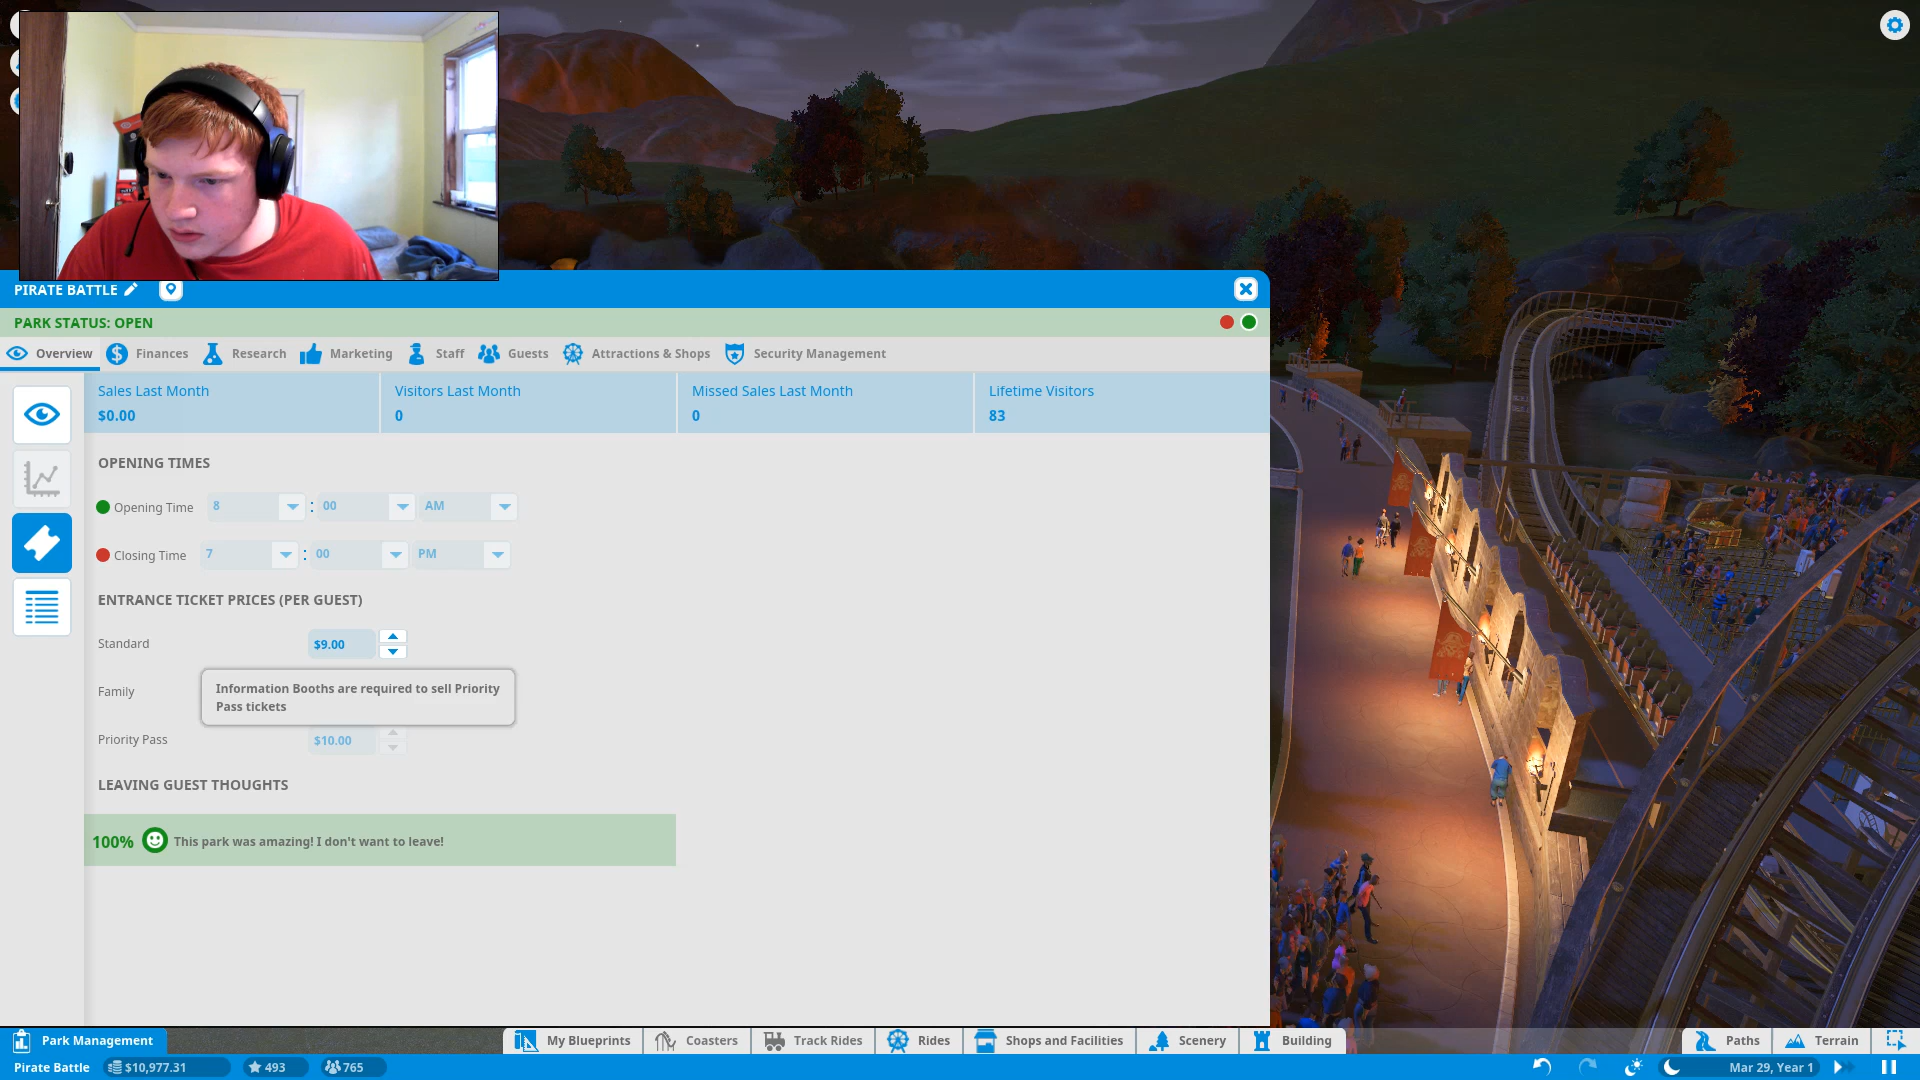 PIRATE BATTLE
PARK STATUS: OPEN
Overview
Finances
Research
Marketing
Staff
Guests
Attractions & Shops
Security Management
Sales Last Month
$0.00
Visitors Last Month
0
Missed Sales Last Month
0
Lifetime Visitors
83
OPENING TIMES
Opening Time 8 : 00 AM
Closing Time 7 : 00 PM
ENTRANCE TICKET PRICES (PER GUEST)
Standard $9.00
Family
Information Booths are required to sell Priority
Pass tickets
Priority Pass $10.00
LEAVING GUEST THOUGHTS
100% This park was amazing! I don't want to leave!
Park Management
My Blueprints
Coasters
Track Rides
Rides
Shops and Facilities
Scenery
Building
Paths
Terrain
Pirate Battle
$10,977.31
493
765
Mar 29, Year 1